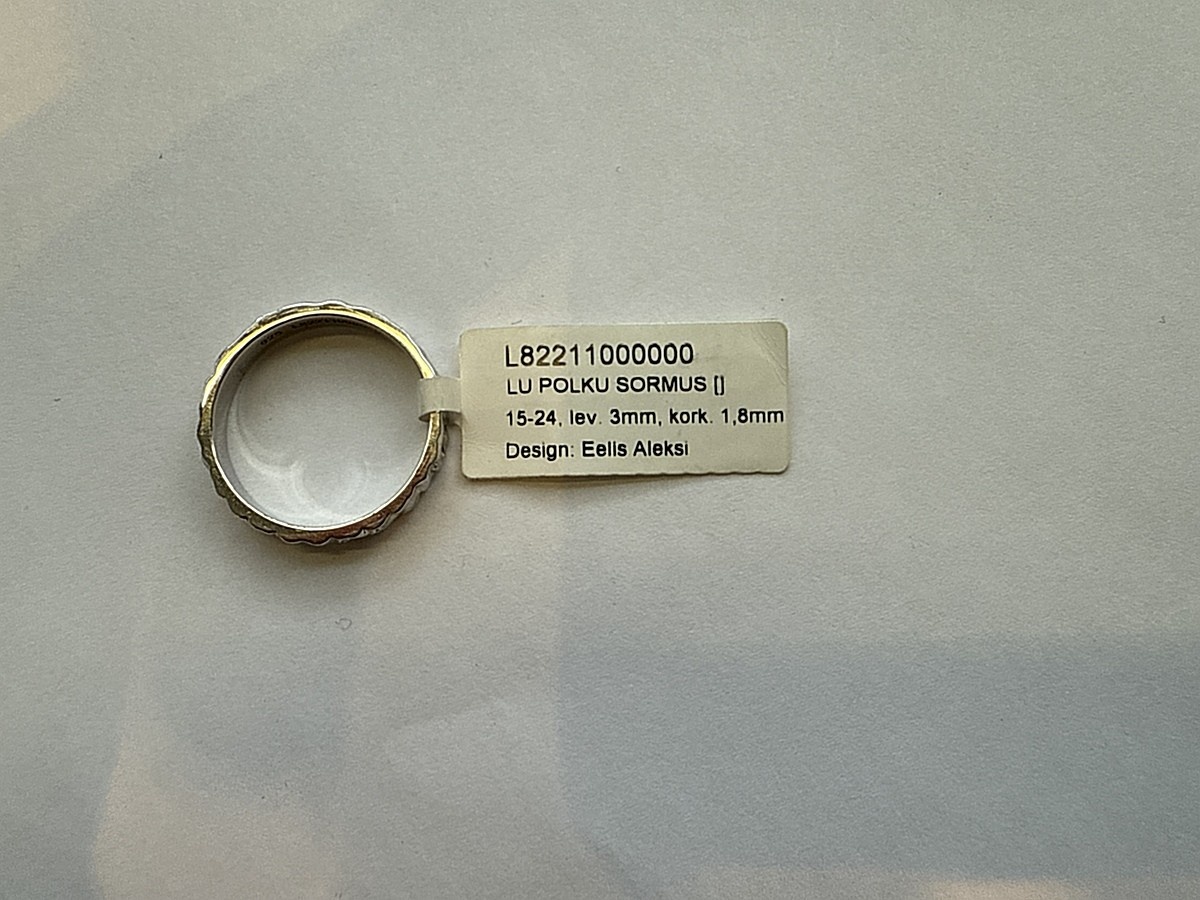 L82211000000
LU POLKU SORMUS []
15-24, lev. 3mm, kork. 1,8mm
Design: Eelis Aleksi